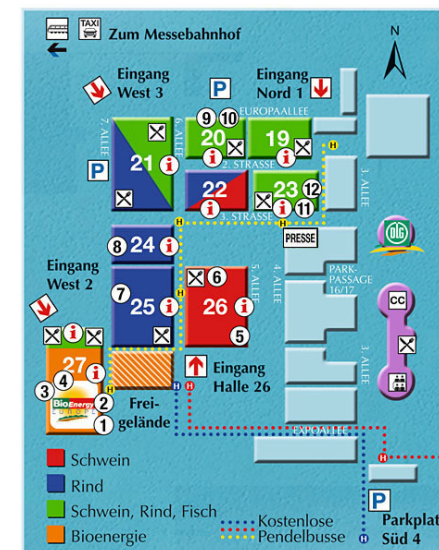 TAXI
Zum Messebahnhof
Eingang
West 3
P
Eingang
Nord 1
N
EUROPAALLEE
9 10
7. ALLEE
6. ALLEE
20
19
21
i
i
i
H
P
2. STRASSE
3. ALLEE
22
23
12
i
i
11
3. STRASSE
H
H
PRESSE
DLG
8
24
i
5. ALLEE
4. ALLEE
PARK-
PASSAGE
16/17
Eingang
West 2
6
7
25
i
H
26
i
CC
5
3. ALLEE
i
27
i
3
4
BioEnergy
EUROPE
2
1
H
Frei-
gelände
Eingang
Halle 26
H
H
EXPOALLEE
H
Schwein
Rind
Schwein, Rind, Fisch
Bioenergie
Kostenlose
Pendelbusse
P
H
Parkplat
Süd 4